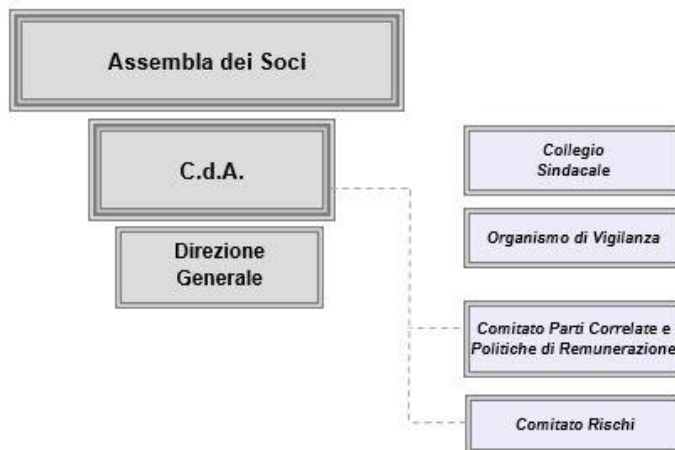 Assembla dei Soci
C.d.A.
Direzione
Generale
Collegio
Sindacale
Organismo di Vigilanza
Comitato Parti Correlate e
Politiche di Remunerazione
Comitato Rischi